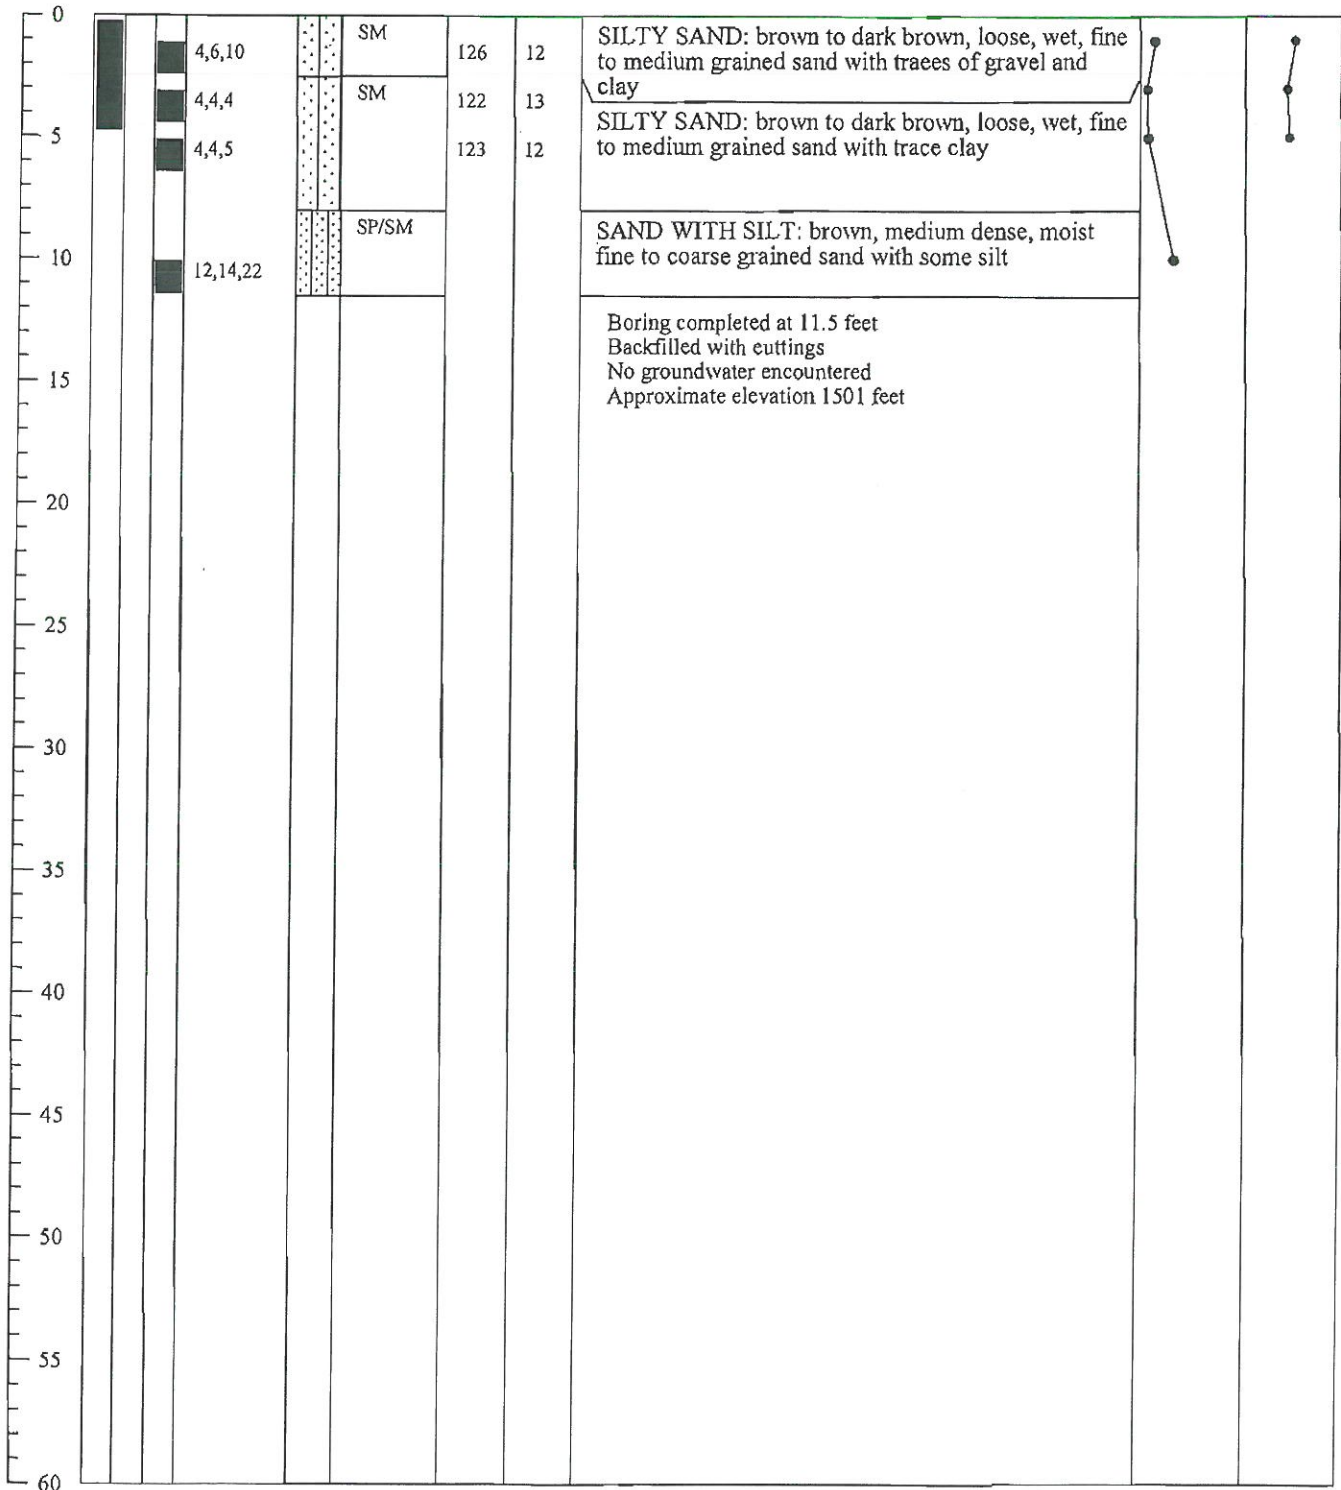 0
SM
4,6,10
126
12
SILTY SAND: brown to dark brown, loose, wet, fine
to medium grained sand with traees of gravel and
clay
SM
4,4,4
122
13
5
4,4,5
123
12
SILTY SAND: brown to dark brown, loose, wet, fine
to medium grained sand with trace clay
SP/SM
10
12,14,22
SAND WITH SILT: brown, medium dense, moist
fine to coarse grained sand with some silt
Boring completed at 11.5 feet
Backfilled with euttings
No groundwater encountered
Approximate elevation 1501 feet
15
20
25
30
35
40
45
50
55
60